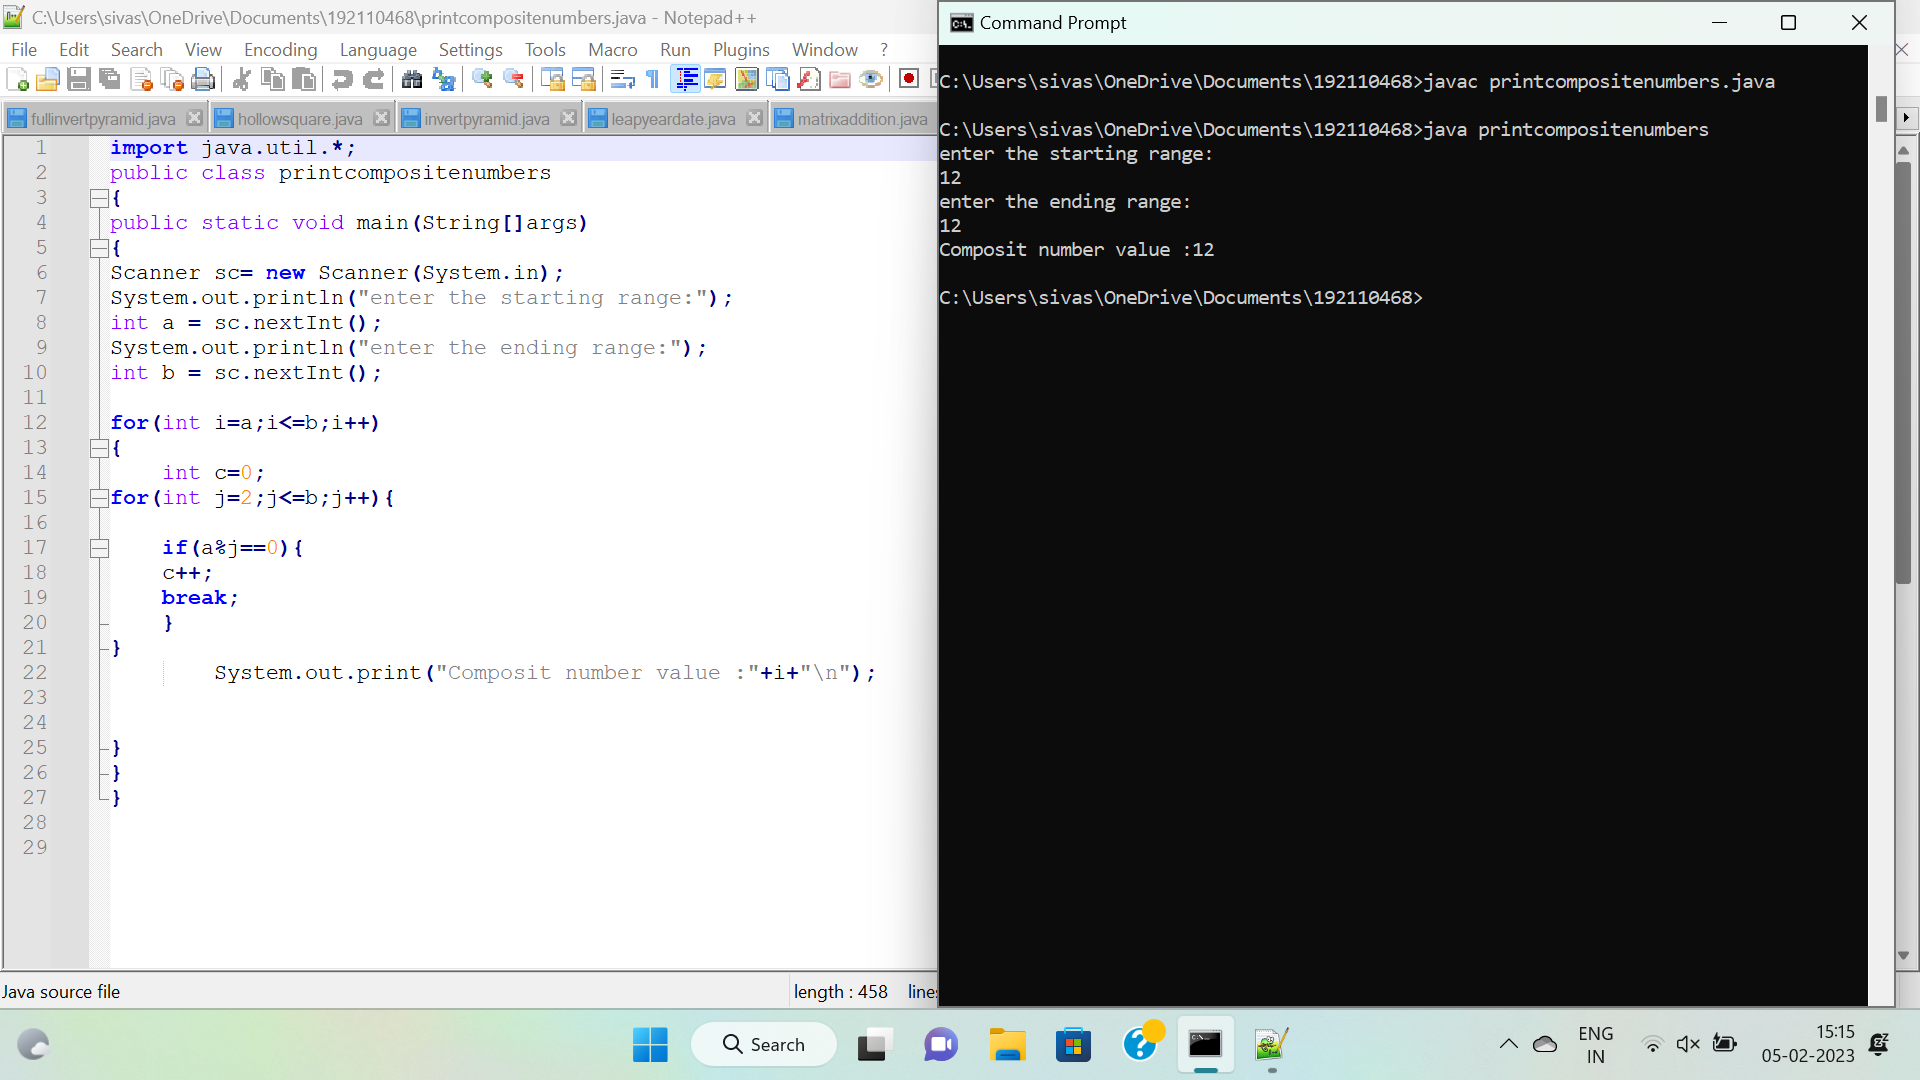 C:\Users\sivas\OneDrive\Documents\192110468\printcompositenumbers.java - Notepad++
File Edit Search View Encoding Language Settings Tools Macro Run Plugins Window ?
fullinvertpyramid.java hollowsquare.java invertpyramid.java leapyeardate.java matrixaddition.java
1 import java.util.*;
2 public class printcompositenumbers
3 {
4 public static void main(String[]args)
5 {
6 Scanner sc= new Scanner(System.in);
7 System.out.println("enter the starting range:");
8 int a = sc.nextInt();
9 System.out.println("enter the ending range:");
10 int b = sc.nextInt();
11
12 for(int i=a;i<=b;i++)
13 {
14 int c=0;
15 for(int j=2;j<=b;j++){
16
17 if(a%j==0){
18 c++;
19 break;
20 }
21 }
22 System.out.print("Composit number value :"+i+"\n");
23
24
25 }
26 }
27 }
28
29
Java source file length : 458 lines
Command Prompt
C:\Users\sivas\OneDrive\Documents\192110468>javac printcompositenumbers.java
C:\Users\sivas\OneDrive\Documents\192110468>java printcompositenumbers
enter the starting range:
12
enter the ending range:
12
Composit number value :12
C:\Users\sivas\OneDrive\Documents\192110468>
Search
ENG
IN
15:15
05-02-2023